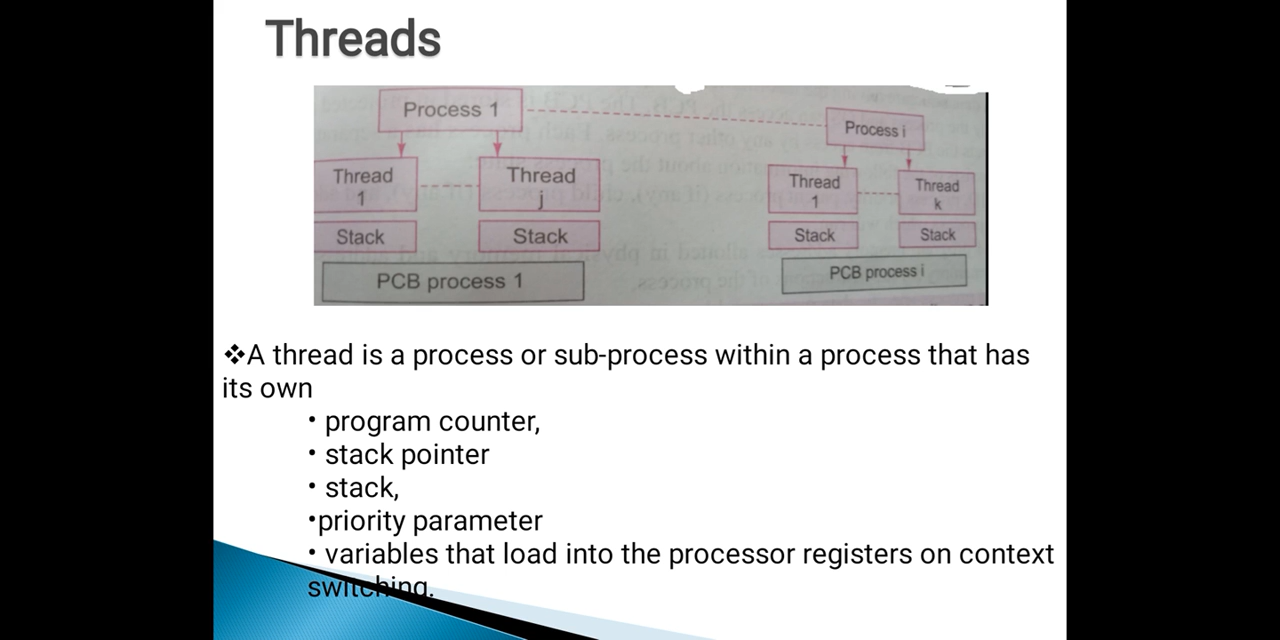 Threads
Process 1
Process i
Thread
1
Thread
j
Thread
1
Thread
k
Stack
Stack
Stack
Stack
PCB process 1
PCB process i
❖A thread is a process or sub-process within a process that has
its own
• program counter,
• stack pointer
• stack,
•priority parameter
• variables that load into the processor registers on context
switching.